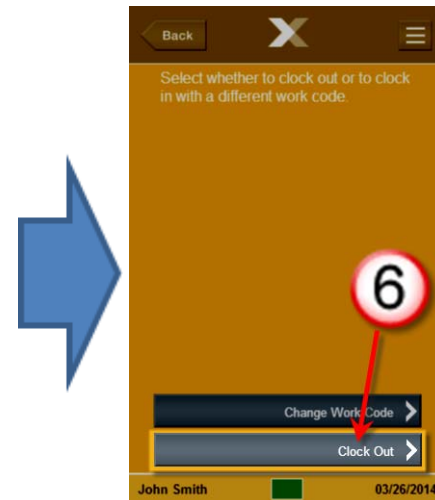 Back
Select whether to clock out or to clock
in with a different work code.
6
Change Work Code
Clock Out
John Smith 03/26/2014